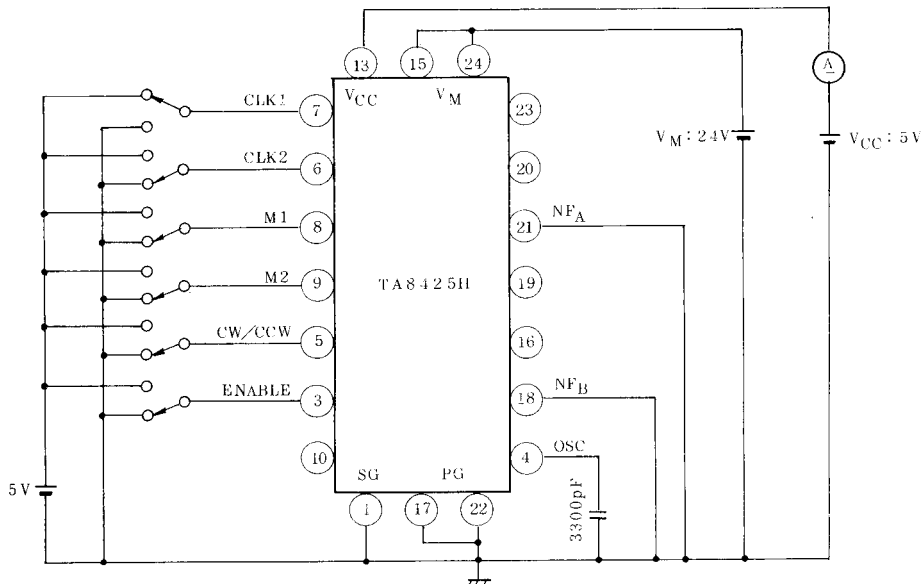 13 15 24
VCC VM
CLK1 7 23
A
VM:24V VCC:5V
CLK2 6 20
M1 8 21 NFA
M2 9 TA8425H 19
CW/CCW 5 16
ENABLE 3 18 NFB
10 4 OSC
SG PG
5V
1 17 22
3300pF